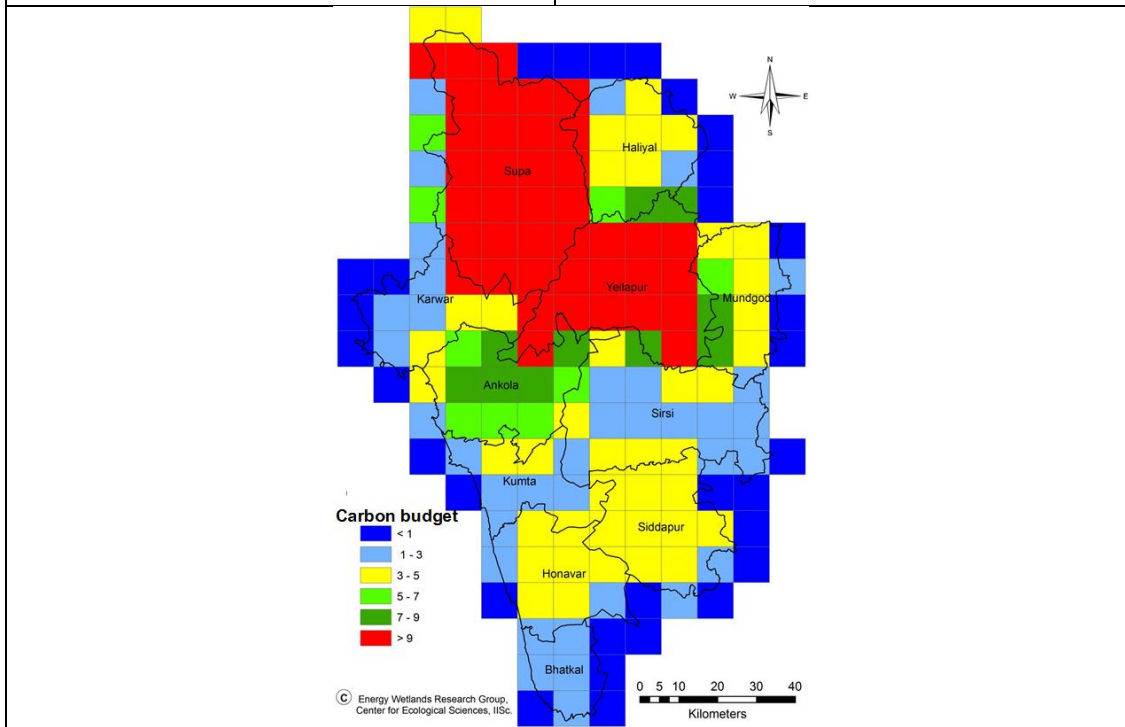 N
W E
S
Haliyal
Supa
Yellapur
Mundgod
Karwar
Ankola
Sirsi
Kumta
Siddapur
Honavar
Bhatkal
Carbon budget
< 1
1 - 3
3 - 5
5 - 7
7 - 9
> 9
C Energy Wetlands Research Group,
Center for Ecological Sciences, IISc.
0 5 10 20 30 40
Kilometers